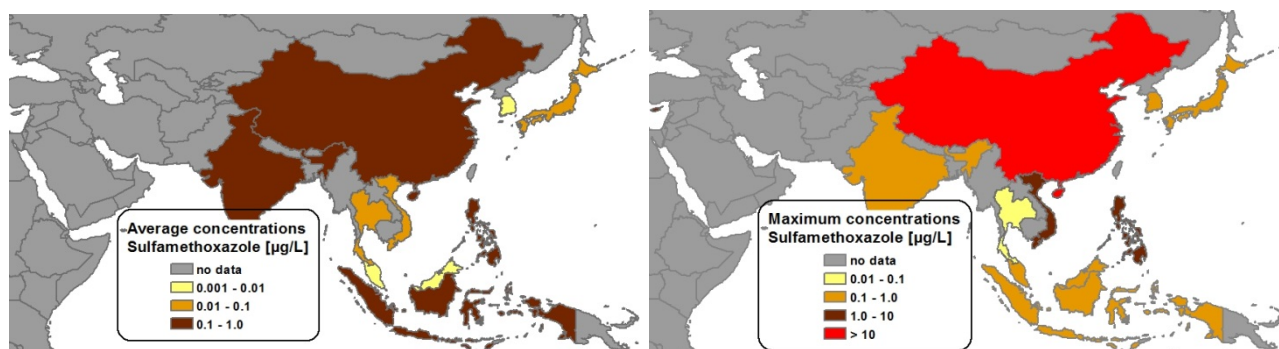 Average concentrations
Sulfamethoxazole [µg/L]
no data
0.001 - 0.01
0.01 - 0.1
0.1 - 1.0
Maximum concentrations
Sulfamethoxazole [µg/L]
no data
0.01 - 0.1
0.1 - 1.0
1.0 - 10
> 10